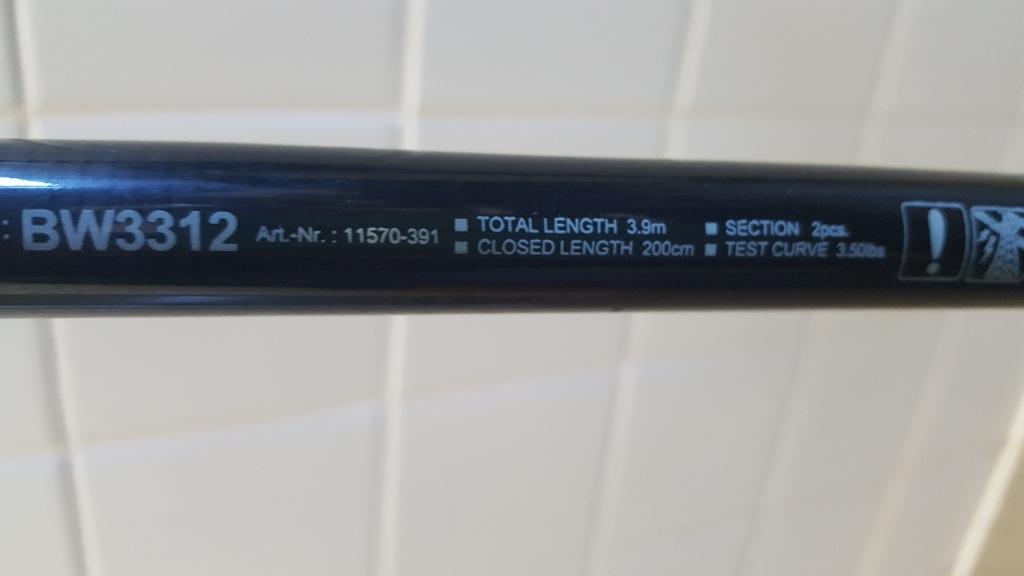 : BW3312 Art.-Nr. : 11570-391
■ TOTAL LENGTH 3.9m ■ SECTION 2pcs.
■ CLOSED LENGTH 200cm ■ TEST CURVE 3.50lbs